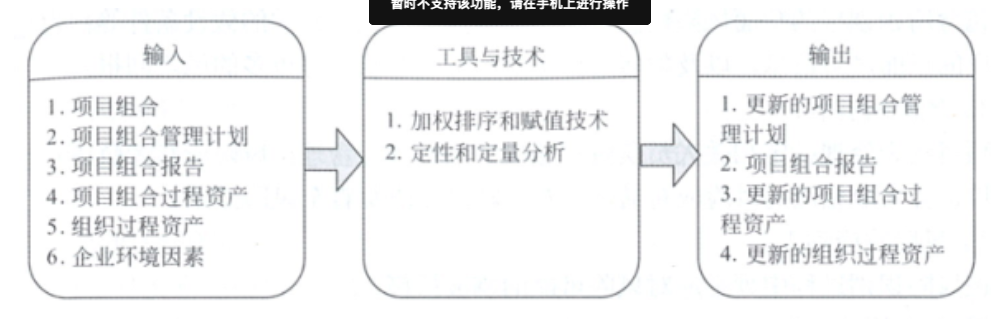 暂时不支持该功能，请在手机上进行操作
输入
1. 项目组合
2. 项目组合管理计划
3. 项目组合报告
4. 项目组合过程资产
5. 组织过程资产
6. 企业环境因素
工具与技术
1. 加权排序和赋值技术
2. 定性和定量分析
输出
1. 更新的项目组合管
理计划
2. 项目组合报告
3. 更新的项目组合过
程资产
4. 更新的组织过程资产